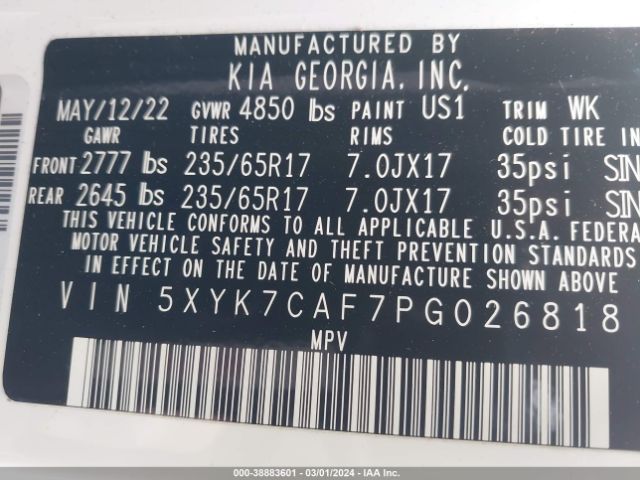 MANUFACTURED BY
KIA GEORGIA, INC.
MAY/12/22 GVWR 4850 lbs PAINT US1 TRIM WK
GAWR TIRES RIMS COLD TIRE IN
FRONT 2777 lbs 235/65R17 7.0JX17 35psi SIN
REAR 2645 lbs 235/65R17 7.0JX17 35psi SIN
THIS VEHICLE CONFORMS TO ALL APPLICABLE U.S.A. FEDERA
MOTOR VEHICLE SAFETY AND THEFT PREVENTION STANDARDS
IN EFFECT ON THE DATE OF MANUFACTURE SHOWN ABOVE
VIN 5XYK7CAF7PG026818
MPV
000-38883601 - 03/01/2024 - IAA Inc.